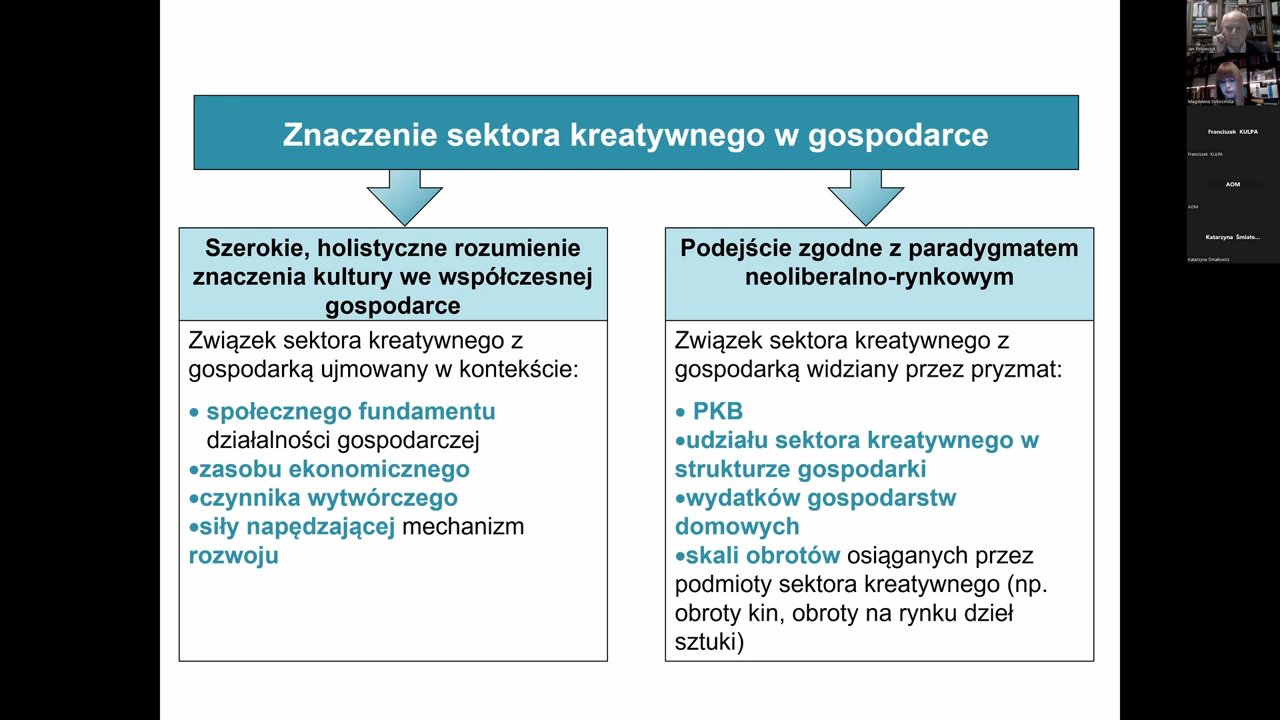 Znaczenie sektora kreatywnego w gospodarce
Szerokie, holistyczne rozumienie
znaczenia kultury we współczesnej
gospodarce
Związek sektora kreatywnego z
gospodarką ujmowany w kontekście:
• społecznego fundamentu
działalności gospodarczej
•zasobu ekonomicznego
•czynnika wytwórczego
•siły napędzającej mechanizm
rozwoju
Podejście zgodne z paradygmatem
neoliberalno-rynkowym
Związek sektora kreatywnego z
gospodarką widziany przez pryzmat:
• PKB
•udziału sektora kreatywnego w
strukturze gospodarki
•wydatków gospodarstw
domowych
•skali obrotów osiąganych przez
podmioty sektora kreatywnego (np.
obroty kin, obroty na rynku dzieł
sztuki)
Magdalena Sobocińska
Franciszek KULPA
Franciszek KULPA
AOM
AOM
Katarzyna Śmiało...
Katarzyna Śmiałowicz